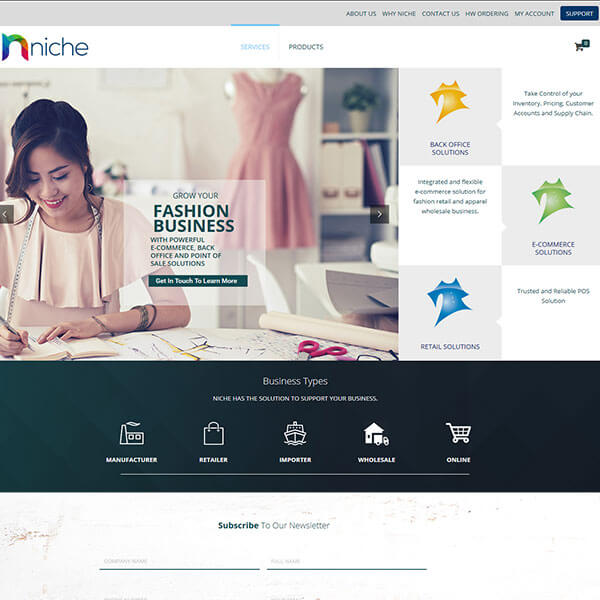 ABOUT US WHY NICHE CONTACT US HW ORDERING MY ACCOUNT SUPPORT
niche
SERVICES PRODUCTS
0
GROW YOUR
FASHION
BUSINESS
WITH POWERFUL
E-COMMERCE, BACK
OFFICE AND POINT OF
SALE SOLUTIONS
Get In Touch To Learn More
BACK OFFICE
SOLUTIONS
Take Control of your
Inventory, Pricing, Customer
Accounts and Supply Chain.
Integrated and flexible
e-commerce solution for
fashion retail and apparel
wholesale business.
E-COMMERCE
SOLUTIONS
RETAIL SOLUTIONS
Trusted and Reliable POS
Solution
Business Types
NICHE HAS THE SOLUTION TO SUPPORT YOUR BUSINESS.
MANUFACTURER RETAILER IMPORTER WHOLESALE ONLINE
Subscribe To Our Newsletter
COMPANY NAME FULL NAME